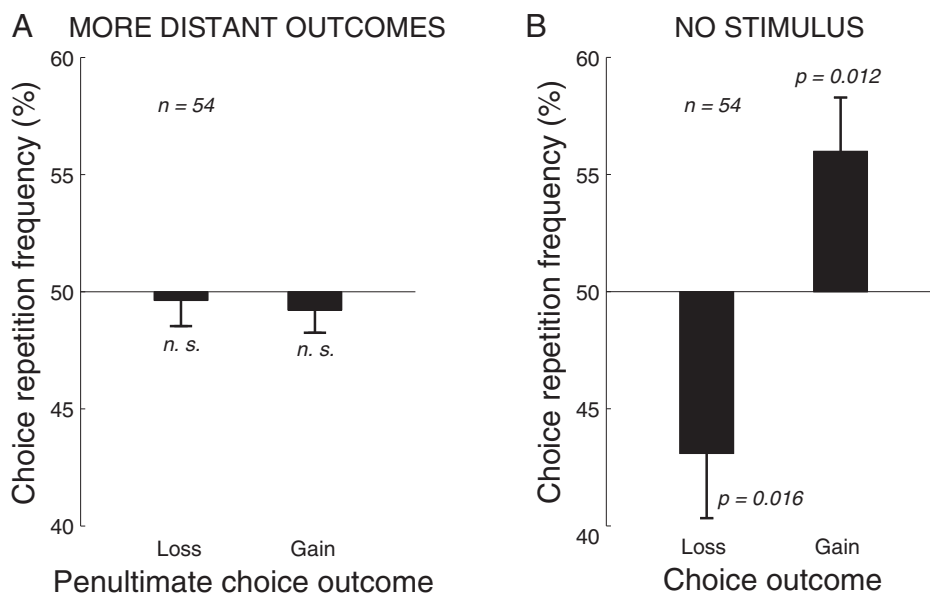 A MORE DISTANT OUTCOMES
Choice repetition frequency (%)
60
55
50
45
40
n = 54
n. s.
n. s.
Loss Gain
Penultimate choice outcome
B NO STIMULUS
Choice repetition frequency (%)
60
55
50
45
40
n = 54
p = 0.012
p = 0.016
Loss Gain
Choice outcome